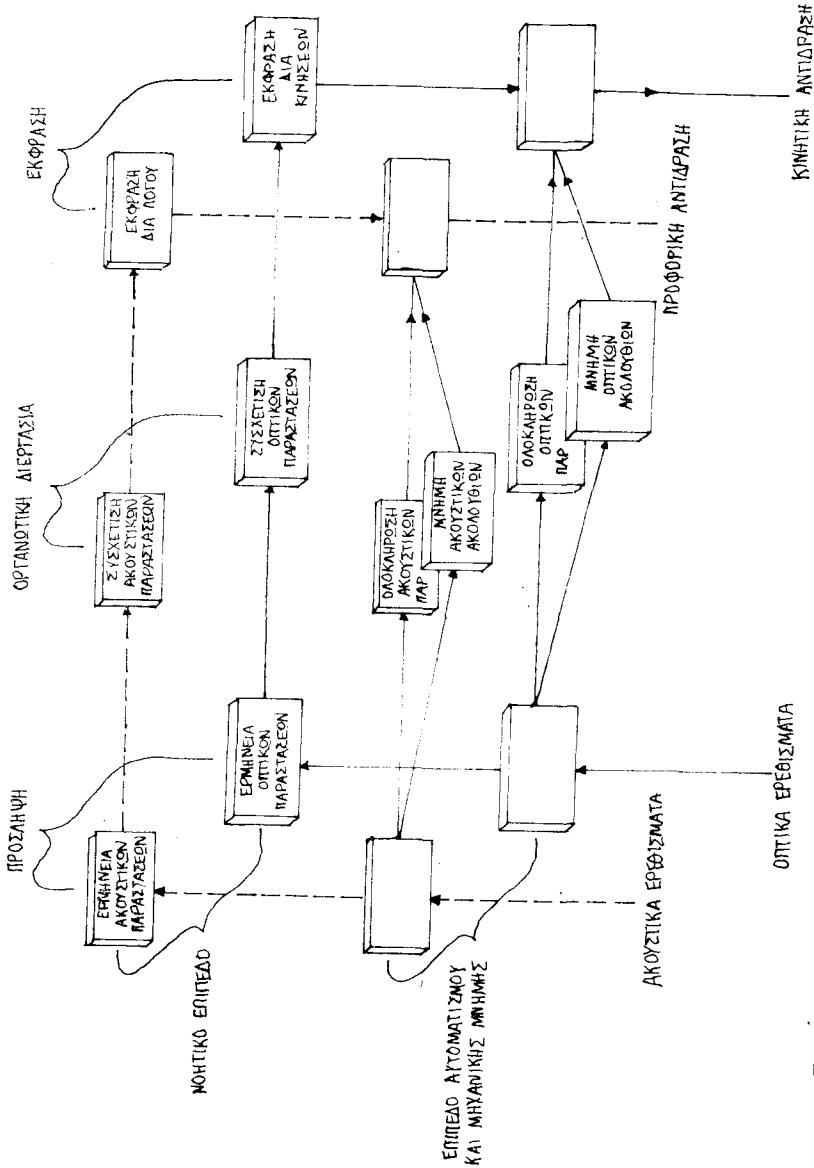 ΠΡΟΣΛΗΨΗ
ΟΡΓΑΝΩΤΙΚΗ ΔΙΕΡΓΑΣΙΑ
ΕΚΦΡΑΣΗ
ΕΡΜΗΝΕΙΑ
ΑΚΟΥΣΤΙΚΩΝ
ΠΑΡΑΣΤΑΣΕΩΝ
ΣΥΣΧΕΤΙΣΗ
ΑΚΟΥΣΤΙΚΩΝ
ΠΑΡΑΣΤΑΣΕΩΝ
ΕΚΦΡΑΣΗ
ΔΙΑ ΛΟΓΟΥ
ΝΟΗΤΙΚΟ ΕΠΙΠΕΔΟ
ΕΡΜΗΝΕΙΑ
ΟΠΤΙΚΩΝ
ΠΑΡΑΣΤΑΣΕΩΝ
ΣΥΣΧΕΤΙΣΗ
ΟΠΤΙΚΩΝ
ΠΑΡΑΣΤΑΣΕΩΝ
ΕΚΦΡΑΣΗ
ΔΙΑ
ΚΙΝΗΣΕΩΝ
ΟΛΟΚΛΗΡΩΣΗ
ΑΚΟΥΣΤΙΚΩΝ
ΠΑΡ
ΜΝΗΜΗ
ΑΚΟΥΣΤΙΚΩΝ
ΑΚΟΛΟΥΘΙΩΝ
ΕΠΙΠΕΔΟ ΑΥΤΟΜΑΤΙΣΜΟΥ
ΚΑΙ ΜΗΧΑΝΙΚΗΣ ΜΝΗΜΗΣ
ΟΛΟΚΛΗΡΩΣΗ
ΟΠΤΙΚΩΝ
ΠΑΡ
ΜΝΗΜΗ
ΟΠΤΙΚΩΝ
ΑΚΟΛΟΥΘΙΩΝ
ΑΚΟΥΣΤΙΚΑ ΕΡΕΘΙΣΜΑΤΑ
ΠΡΟΦΟΡΙΚΗ ΑΝΤΙΔΡΑΣΗ
ΟΠΤΙΚΑ ΕΡΕΘΙΣΜΑΤΑ
ΚΙΝΗΤΙΚΗ ΑΝΤΙΔΡΑΣΗ